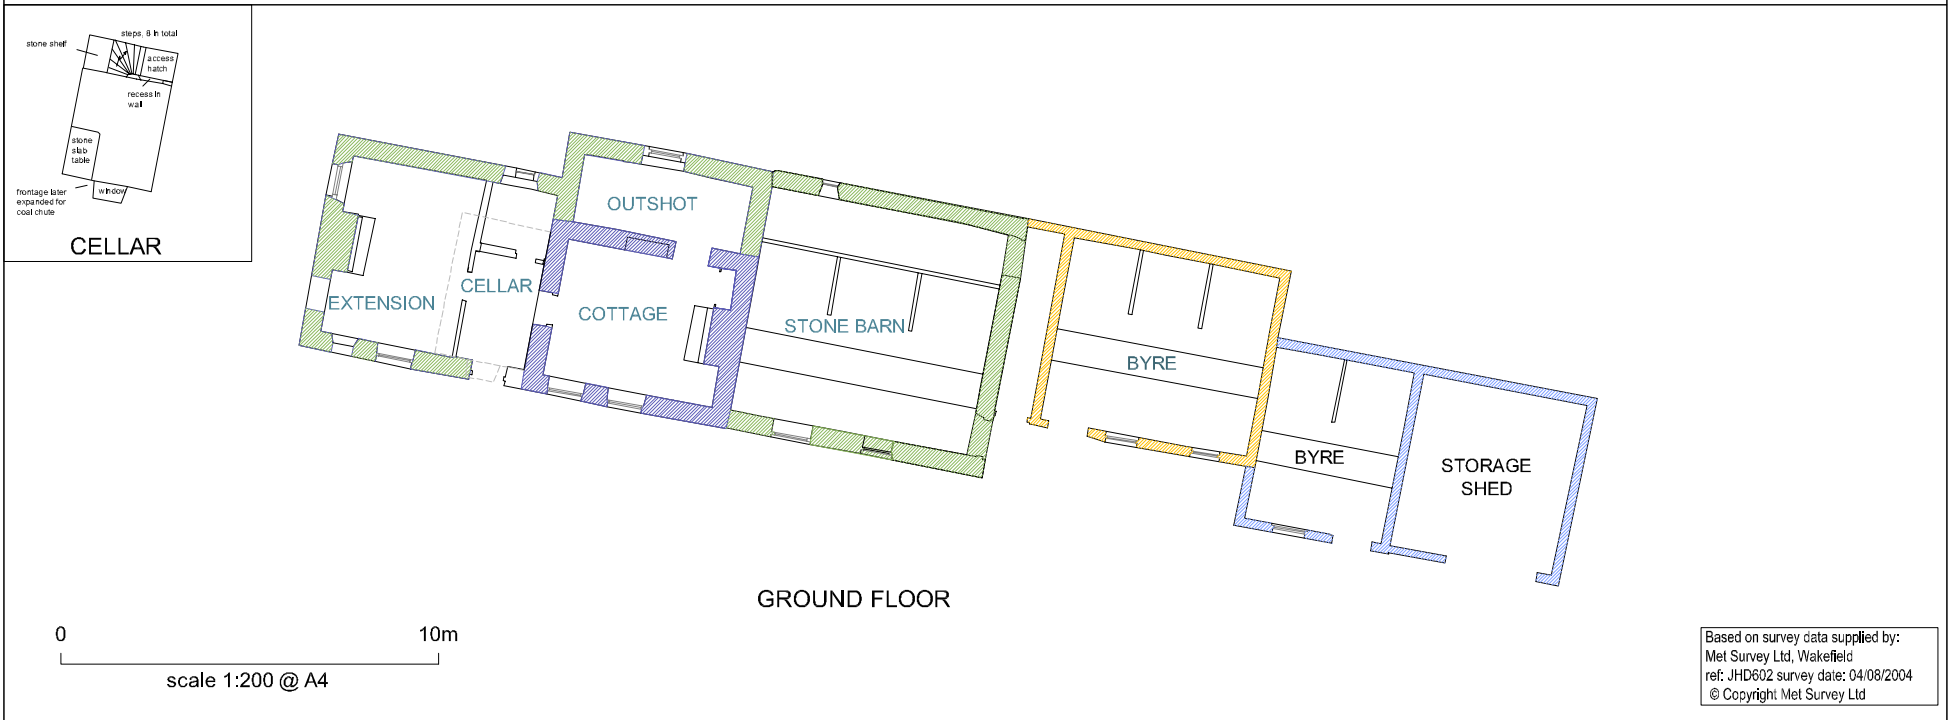 steps, 8 in total
stone shelf
access
hatch
recess in
wall
stone
slab
table
window
frontage later
expanded for
coal chute
CELLAR
OUTSHOT
EXTENSION
CELLAR
COTTAGE
STONE BARN
BYRE
BYRE
STORAGE
SHED
GROUND FLOOR
0
10m
scale 1:200 @ A4
Based on survey data supplied by:
Met Survey Ltd, Wakefield
ref: JHD602 survey date: 04/08/2004
© Copyright Met Survey Ltd